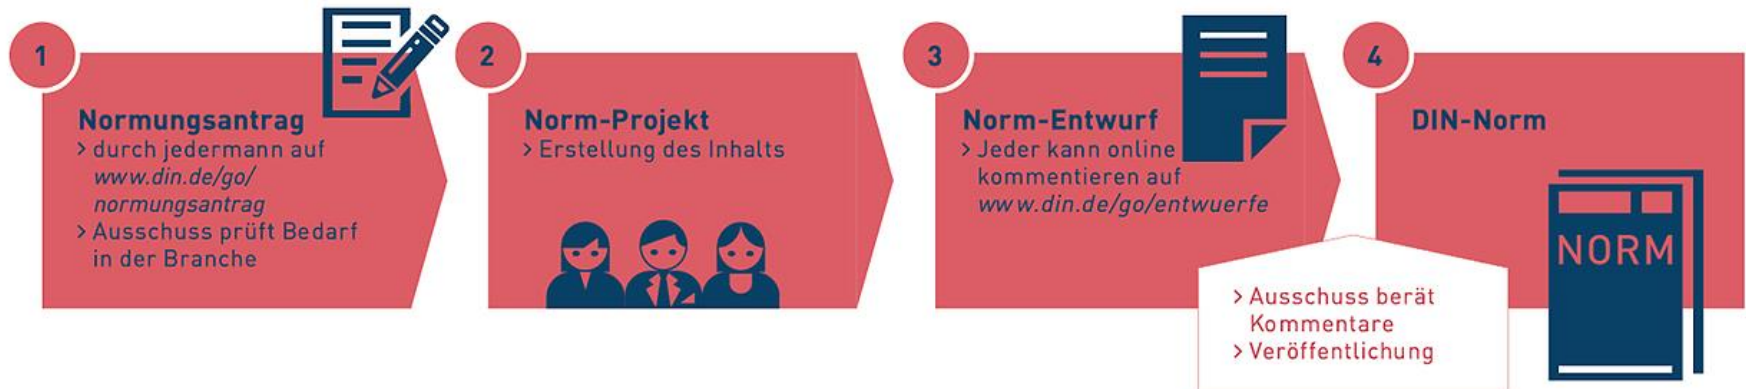 1
Normungsantrag
> durch jedermann auf
www.din.de/go/
normungsantrag
> Ausschuss prüft Bedarf
in der Branche
2
Norm-Projekt
> Erstellung des Inhalts
3
Norm-Entwurf
> Jeder kann online
kommentieren auf
www.din.de/go/entwuerfe
> Ausschuss berät
Kommentare
> Veröffentlichung
4
DIN-Norm
NORM